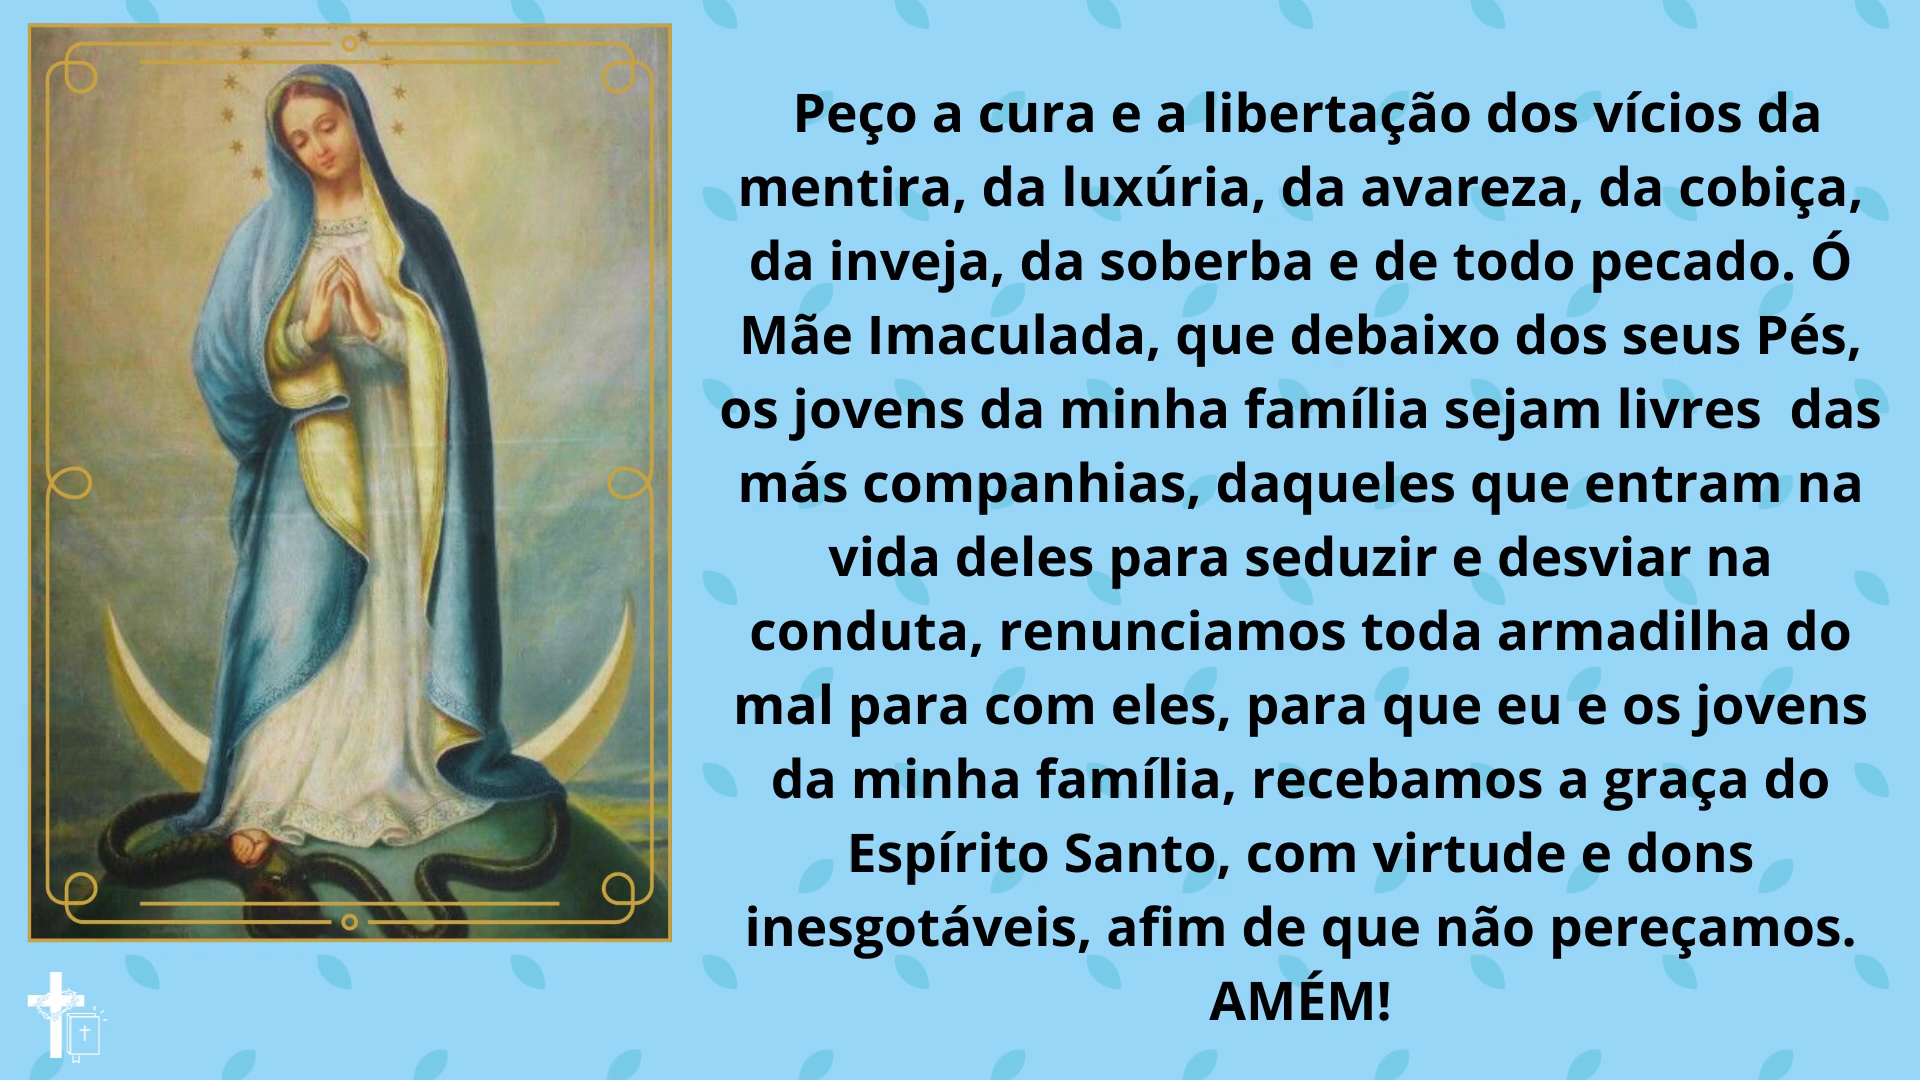 Peço a cura e a libertação dos vícios da
mentira, da luxúria, da avareza, da cobiça,
da inveja, da soberba e de todo pecado. Ó
Mãe Imaculada, que debaixo dos seus Pés,
os jovens da minha família sejam livres  das
más companhias, daqueles que entram na
vida deles para seduzir e desviar na
conduta, renunciamos toda armadilha do
mal para com eles, para que eu e os jovens
da minha família, recebamos a graça do
Espírito Santo, com virtude e dons
inesgotáveis, afim de que não pereçamos.
AMÉM!